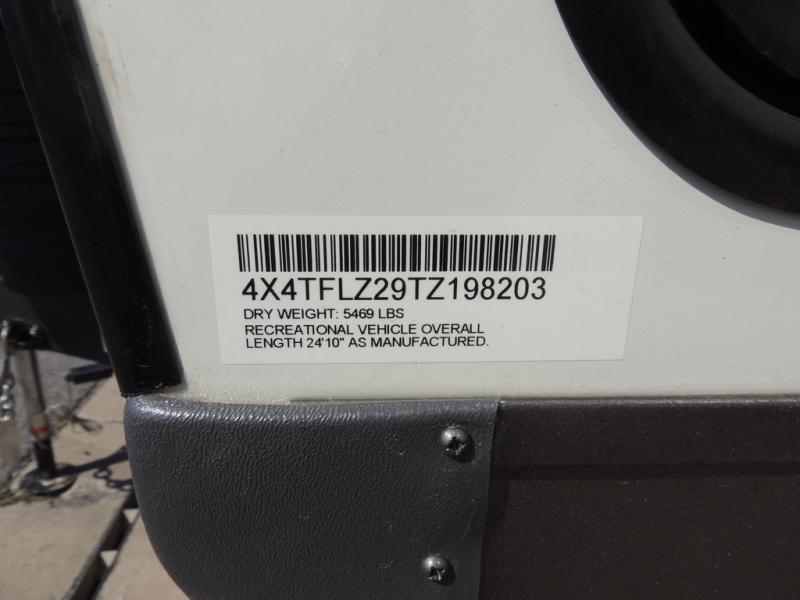 4X4TFLZ29TZ198203
DRY WEIGHT: 5469 LBS
RECREATIONAL VEHICLE OVERALL
LENGTH 24'10" AS MANUFACTURED.